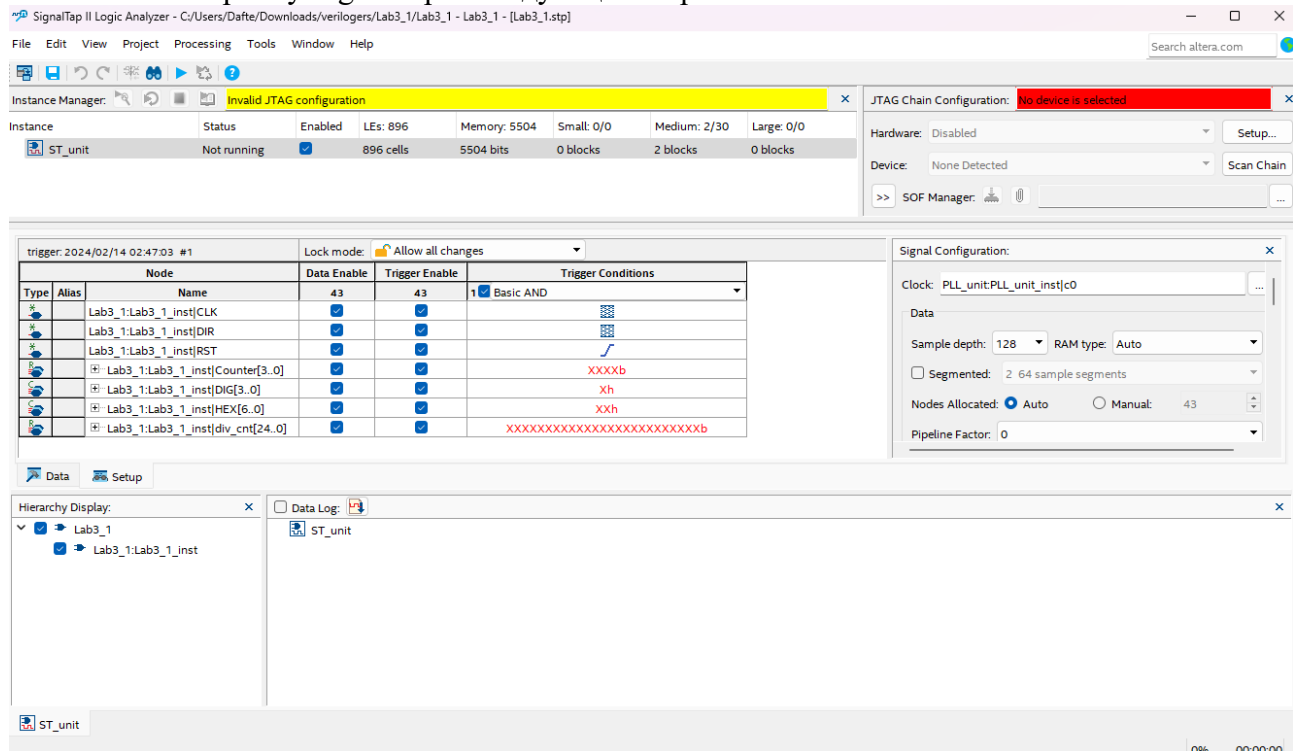 SignalTap II Logic Analyzer - C:/Users/Dafte/Downloads/verilogers/Lab3_1/Lab3_1 - Lab3_1 - [Lab3_1.stp]
File Edit View Project Processing Tools Window Help
Search altera.com
Instance Manager: Invalid JTAG configuration
JTAG Chain Configuration: No device is selected
Instance Status Enabled LEs: 896 Memory: 5504 Small: 0/0 Medium: 2/30 Large: 0/0
ST_unit Not running 896 cells 5504 bits 0 blocks 2 blocks 0 blocks
Hardware: Disabled Setup...
Device: None Detected Scan Chain
>> SOF Manager: ...
trigger: 2024/02/14 02:47:03 #1 Lock mode: Allow all changes
Node Data Enable Trigger Enable Trigger Conditions
Type Alias Name 43 43 1 Basic AND
Lab3_1:Lab3_1_inst|CLK
Lab3_1:Lab3_1_inst|DIR
Lab3_1:Lab3_1_inst|RST
Lab3_1:Lab3_1_inst|Counter[3..0] XXXXb
Lab3_1:Lab3_1_inst|DIG[3..0] Xh
Lab3_1:Lab3_1_inst|HEX[6..0] XXh
Lab3_1:Lab3_1_inst|div_cnt[24..0] XXXXXXXXXXXXXXXXXXXXXXXXXb
Signal Configuration:
Clock: PLL_unit:PLL_unit_inst|c0 ...
Data
Sample depth: 128 RAM type: Auto
Segmented: 2 64 sample segments
Nodes Allocated: Auto Manual: 43
Pipeline Factor: 0
Data Setup
Hierarchy Display:
Lab3_1
Lab3_1:Lab3_1_inst
Data Log:
ST_unit
ST_unit
0% 00:00:00